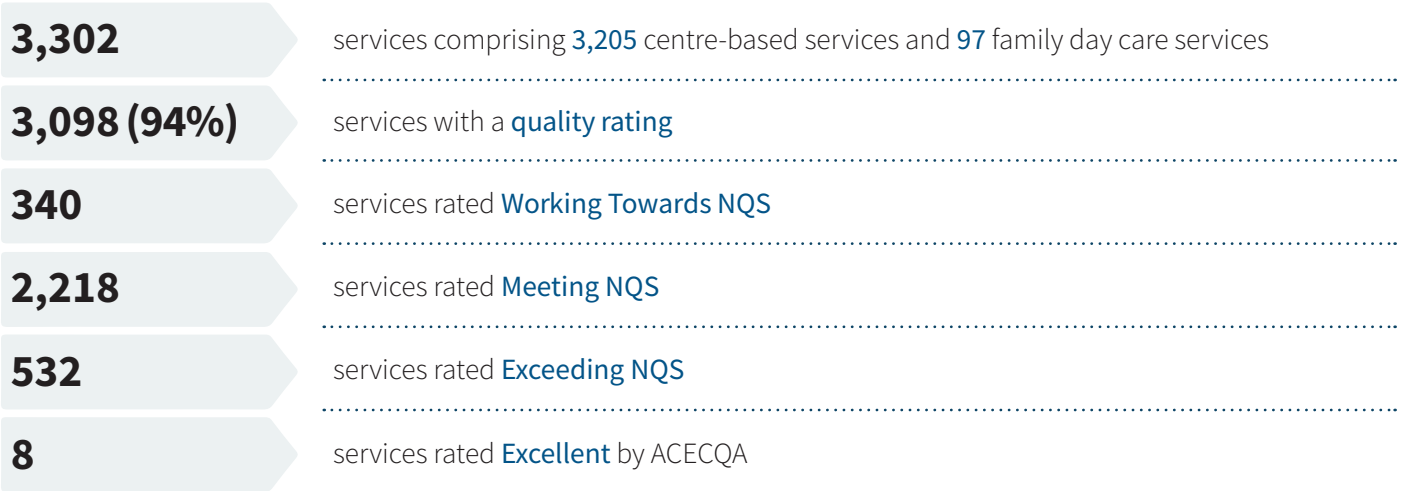 3,302 services comprising 3,205 centre-based services and 97 family day care services
3,098 (94%) services with a quality rating
340 services rated Working Towards NQS
2,218 services rated Meeting NQS
532 services rated Exceeding NQS
8 services rated Excellent by ACECQA